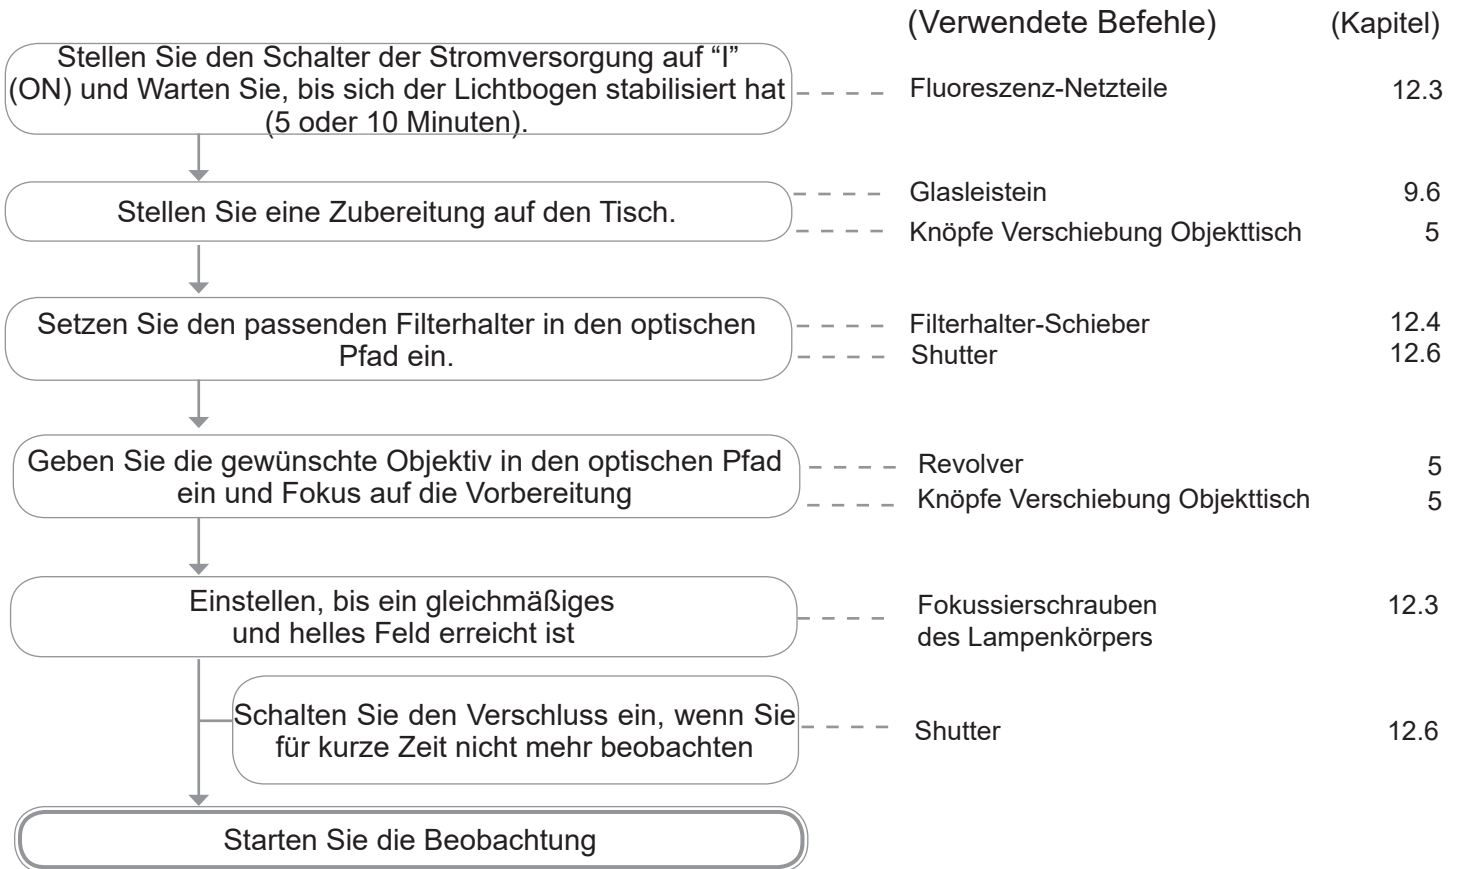 (Verwendete Befehle) (Kapitel)
Stellen Sie den Schalter der Stromversorgung auf “I”
(ON) und Warten Sie, bis sich der Lichtbogen stabilisiert hat
(5 oder 10 Minuten).
Fluoreszenz-Netzteile 12.3
Stellen Sie eine Zubereitung auf den Tisch.
Glasleistein 9.6
Knöpfe Verschiebung Objekttisch 5
Setzen Sie den passenden Filterhalter in den optischen
Pfad ein.
Filterhalter-Schieber 12.4
Shutter 12.6
Geben Sie die gewünschte Objektiv in den optischen Pfad
ein und Fokus auf die Vorbereitung
Revolver 5
Knöpfe Verschiebung Objekttisch 5
Einstellen, bis ein gleichmäßiges
und helles Feld erreicht ist
Fokussierschrauben 12.3
des Lampenkörpers
Schalten Sie den Verschluss ein, wenn Sie
für kurze Zeit nicht mehr beobachten
Shutter 12.6
Starten Sie die Beobachtung